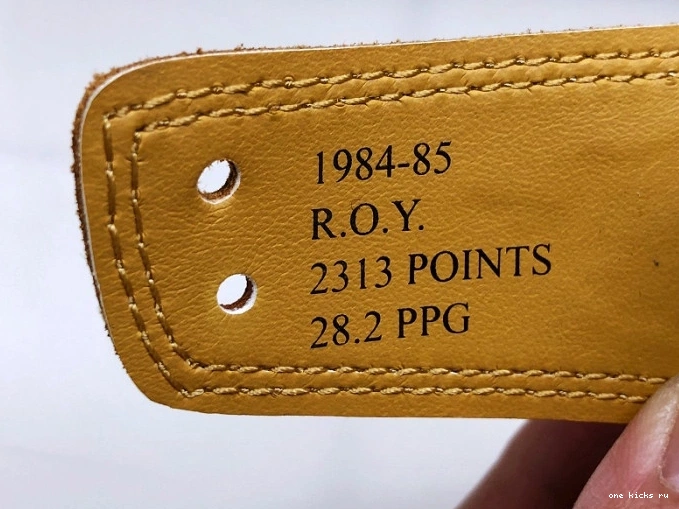 1984-85
R.O.Y.
2313 POINTS
28.2 PPG
one kicks ru